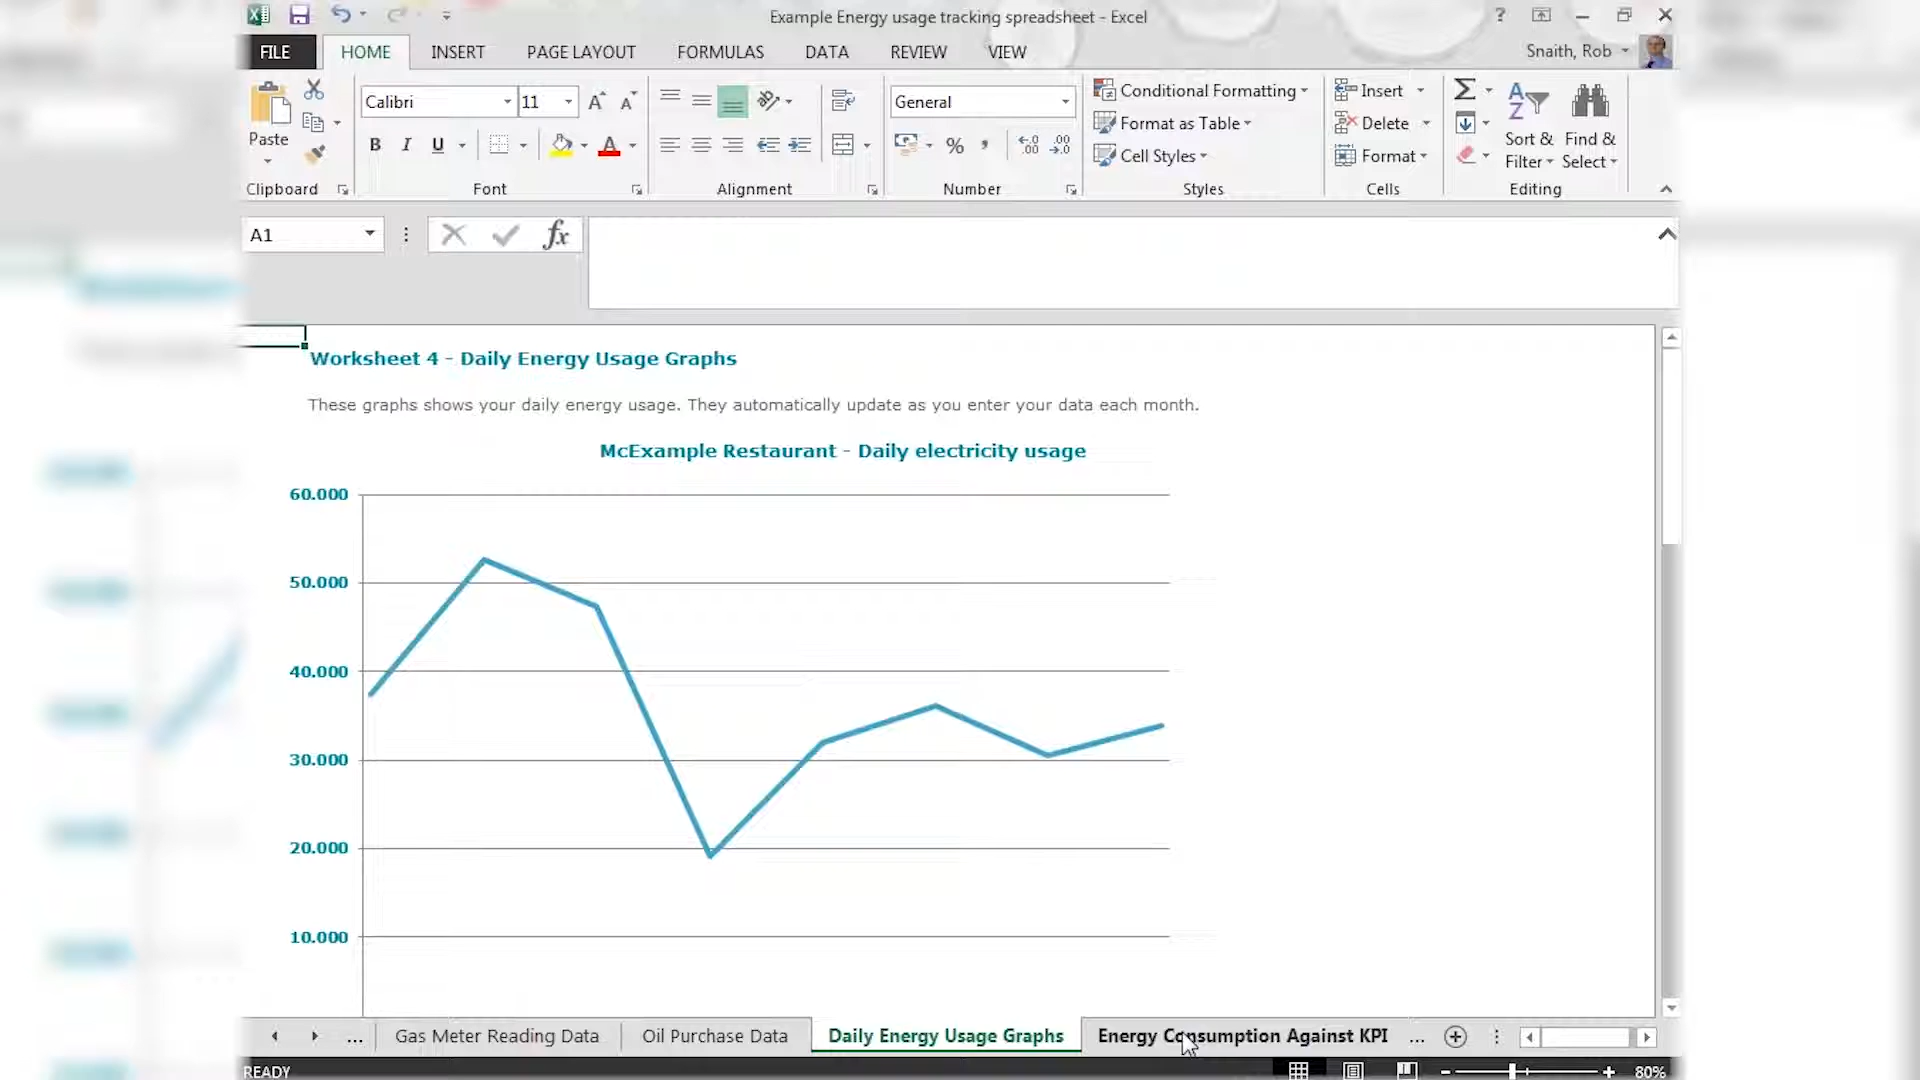 Example Energy usage tracking spreadsheet - Excel
?
FILE HOME INSERT PAGE LAYOUT FORMULAS DATA REVIEW VIEW
Snaith, Rob
Paste
Calibri 11 A A
B I U A
General
% ,
Conditional Formatting
Format as Table
Cell Styles
Insert
Delete
Format
Sort & Filter
Find & Select
Clipboard Font Alignment Number Styles Cells Editing
A1 fx
Worksheet 4 - Daily Energy Usage Graphs
These graphs shows your daily energy usage. They automatically update as you enter your data each month.
McExample Restaurant - Daily electricity usage
60.000
50.000
40.000
30.000
20.000
10.000
... Gas Meter Reading Data Oil Purchase Data Daily Energy Usage Graphs Energy Consumption Against KPI ...
READY 80%